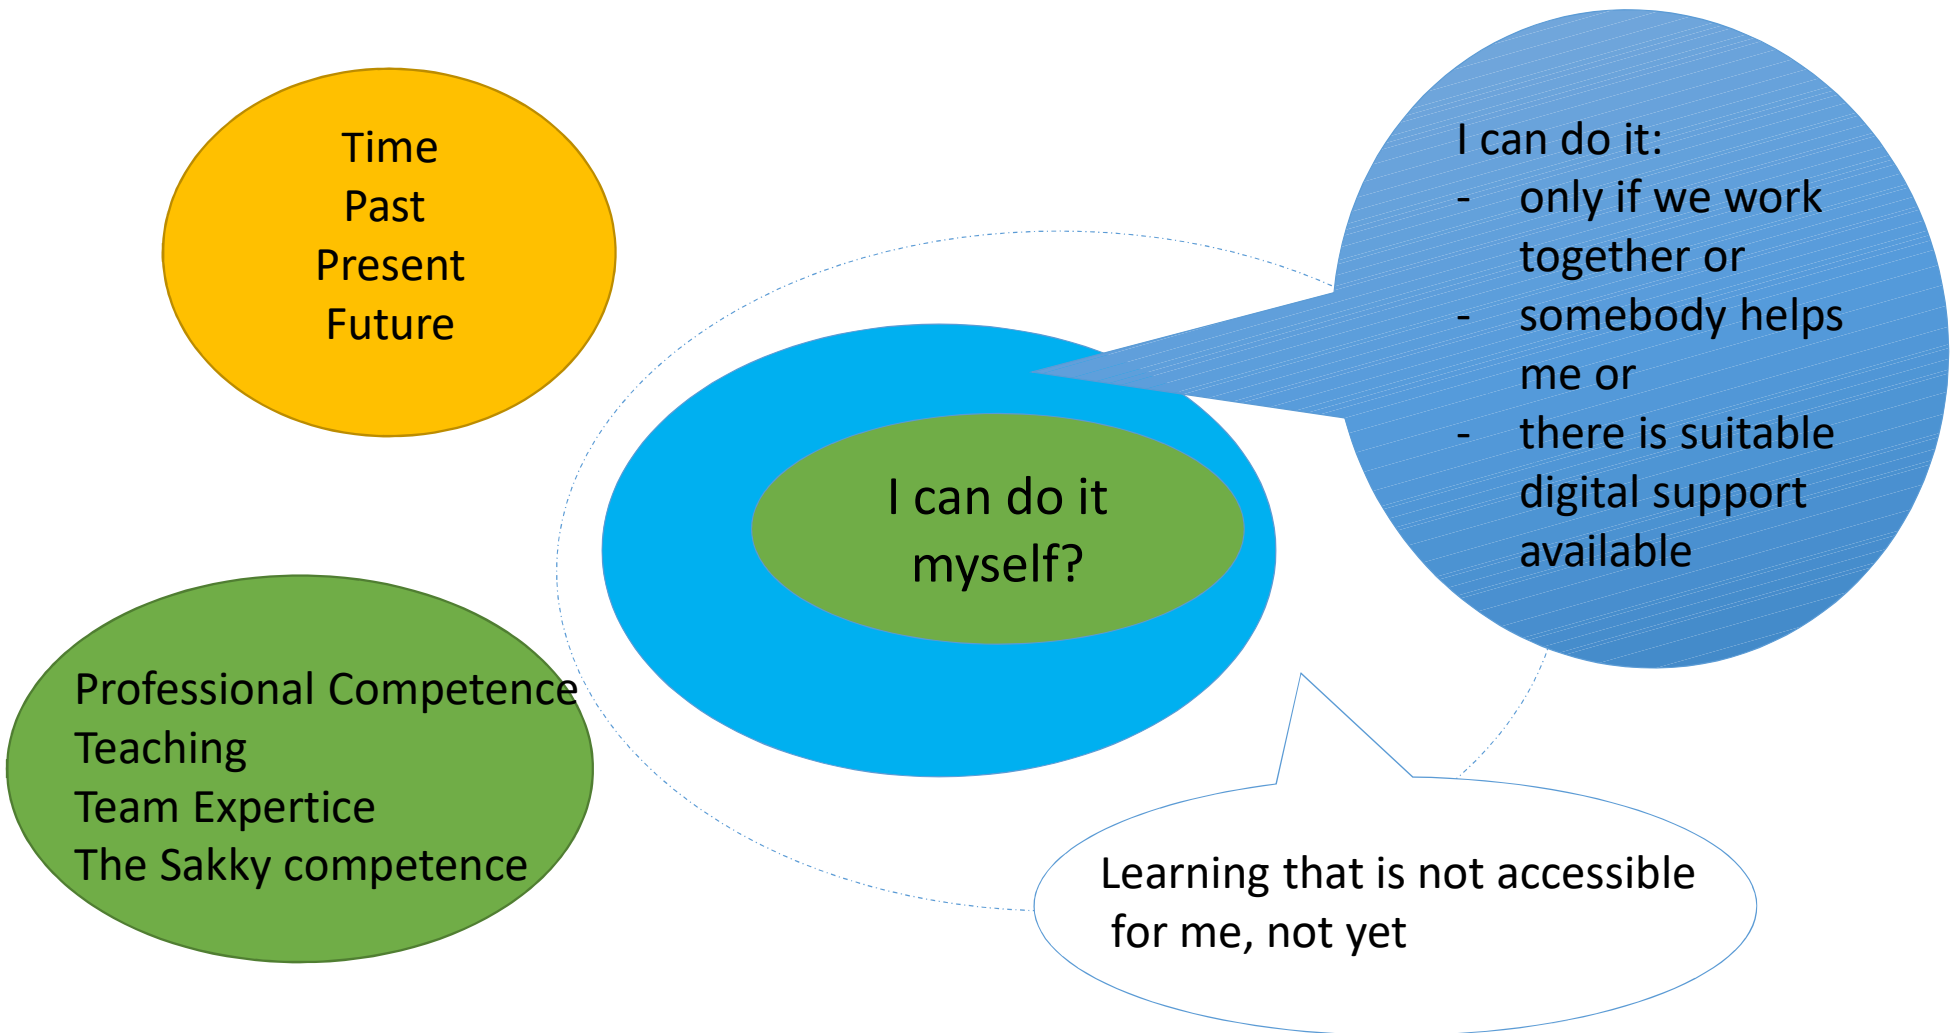 Time
Past
Present
Future
I can do it:
- only if we work
together or
- somebody helps
me or
- there is suitable
digital support
available
I can do it
myself?
Professional Competence
Teaching
Team Expertice
The Sakky competence
Learning that is not accessible
for me, not yet